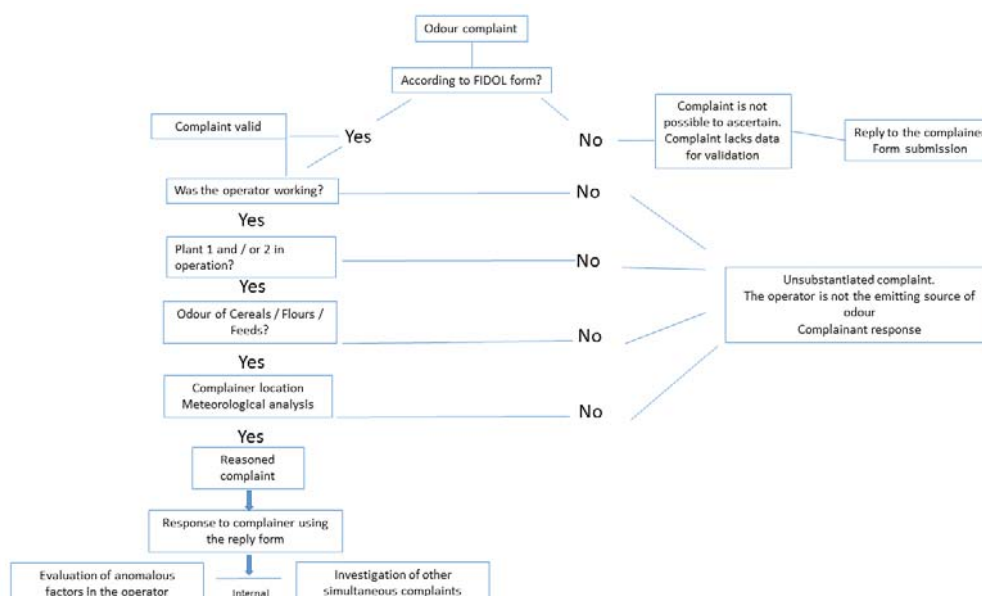 Odour complaint
According to FIDOL form?
Complaint valid
Yes
No
Complaint is not
possible to ascertain.
Complaint lacks data
for validation
Reply to the complainer
Form submission
Was the operator working?
No
Yes
Plant 1 and / or 2 in
operation?
No
Unsubstantiated complaint.
The operator is not the emitting source of
odour
Complainant response
Yes
Odour of Cereals / Flours /
Feeds?
No
Yes
Complainer location
Meteorological analysis
No
Yes
Reasoned
complaint
Response to complainer using
the reply form
Evaluation of anomalous
factors in the operator
Internal
Investigation of other
simultaneous complaints